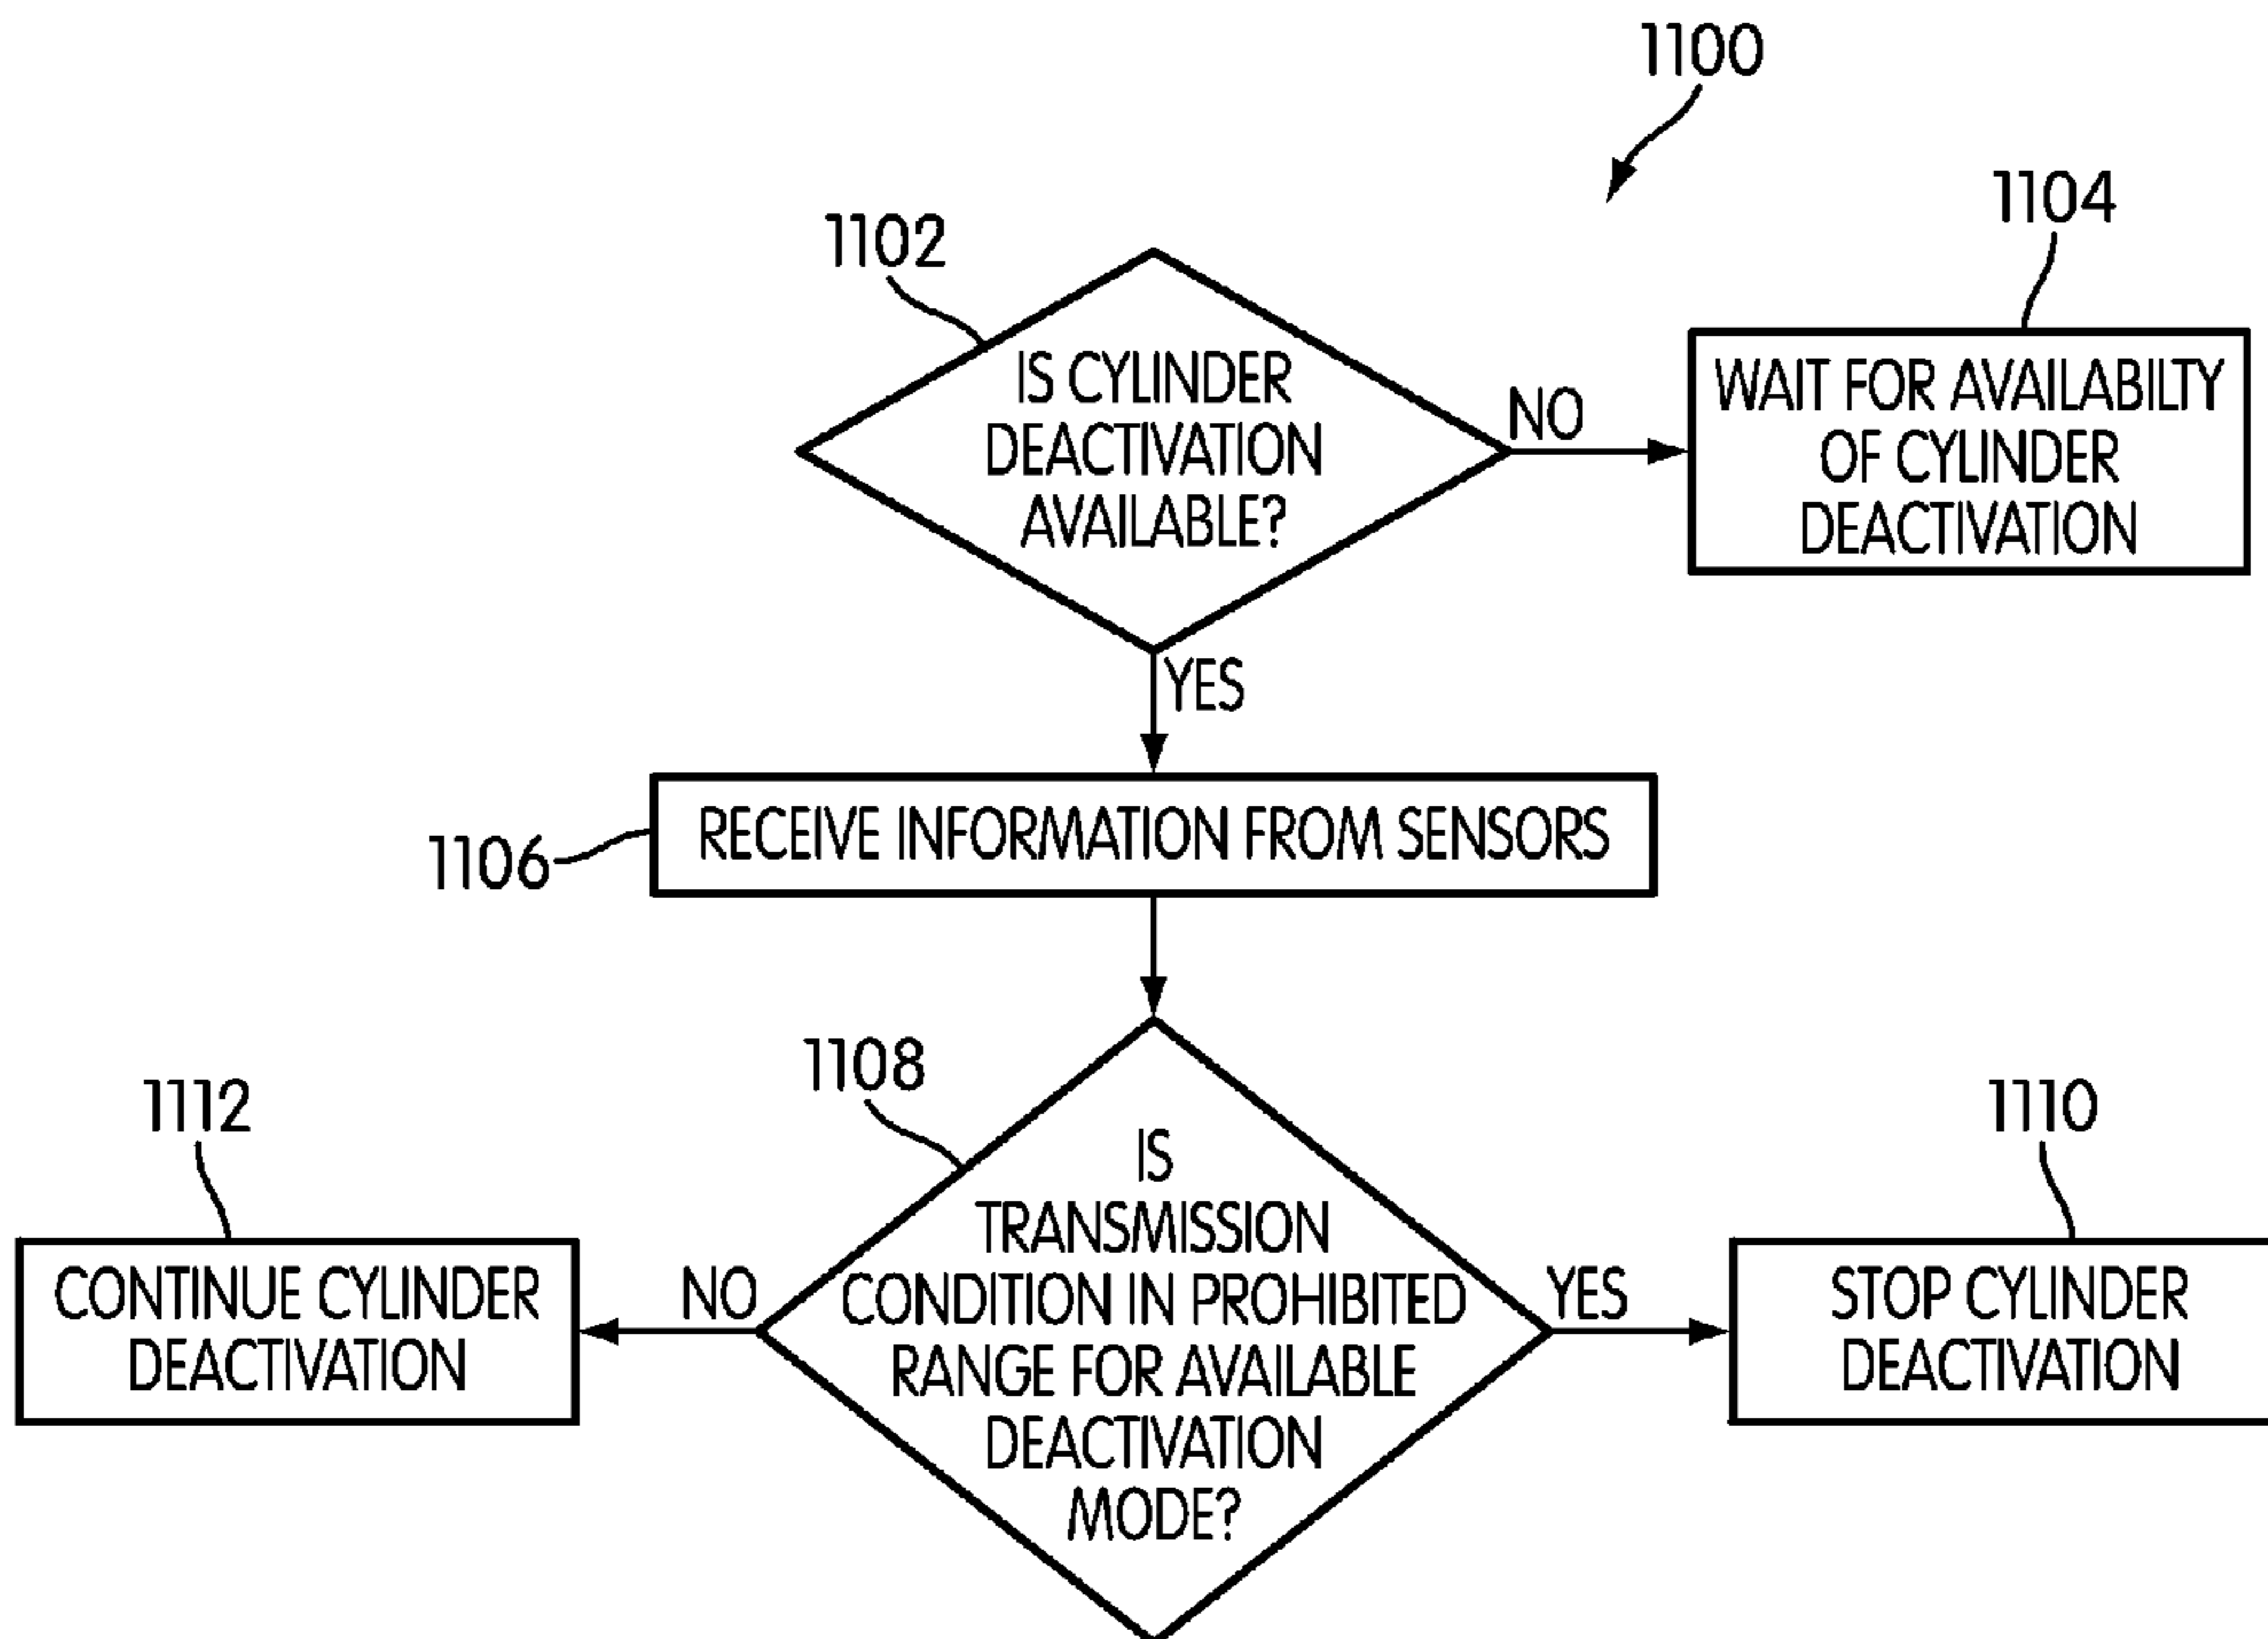 1100
1102
1104
IS CYLINDER
DEACTIVATION
AVAILABLE?
NO
WAIT FOR AVAILABILTY
OF CYLINDER
DEACTIVATION
YES
1106
RECEIVE INFORMATION FROM SENSORS
1108
1112
1110
IS
TRANSMISSION
CONDITION IN PROHIBITED
RANGE FOR AVAILABLE
DEACTIVATION
MODE?
NO
CONTINUE CYLINDER
DEACTIVATION
YES
STOP CYLINDER
DEACTIVATION